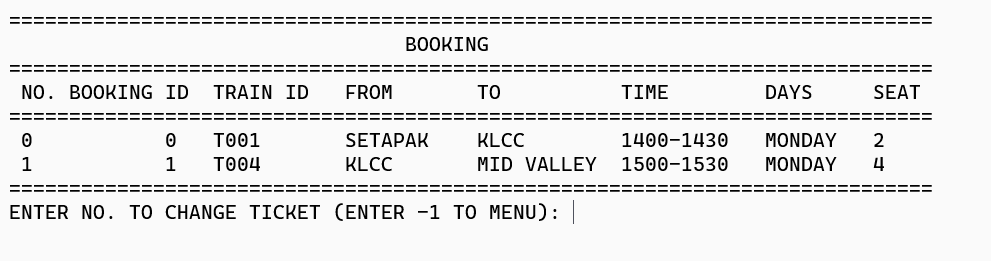 =============================================================================
BOOKING
=============================================================================
NO. BOOKING ID  TRAIN ID   FROM       TO          TIME        DAYS     SEAT
=============================================================================
0           0   T001       SETAPAK    KLCC        1400-1430   MONDAY   2
1           1   T004       KLCC       MID VALLEY  1500-1530   MONDAY   4
=============================================================================
ENTER NO. TO CHANGE TICKET (ENTER -1 TO MENU):